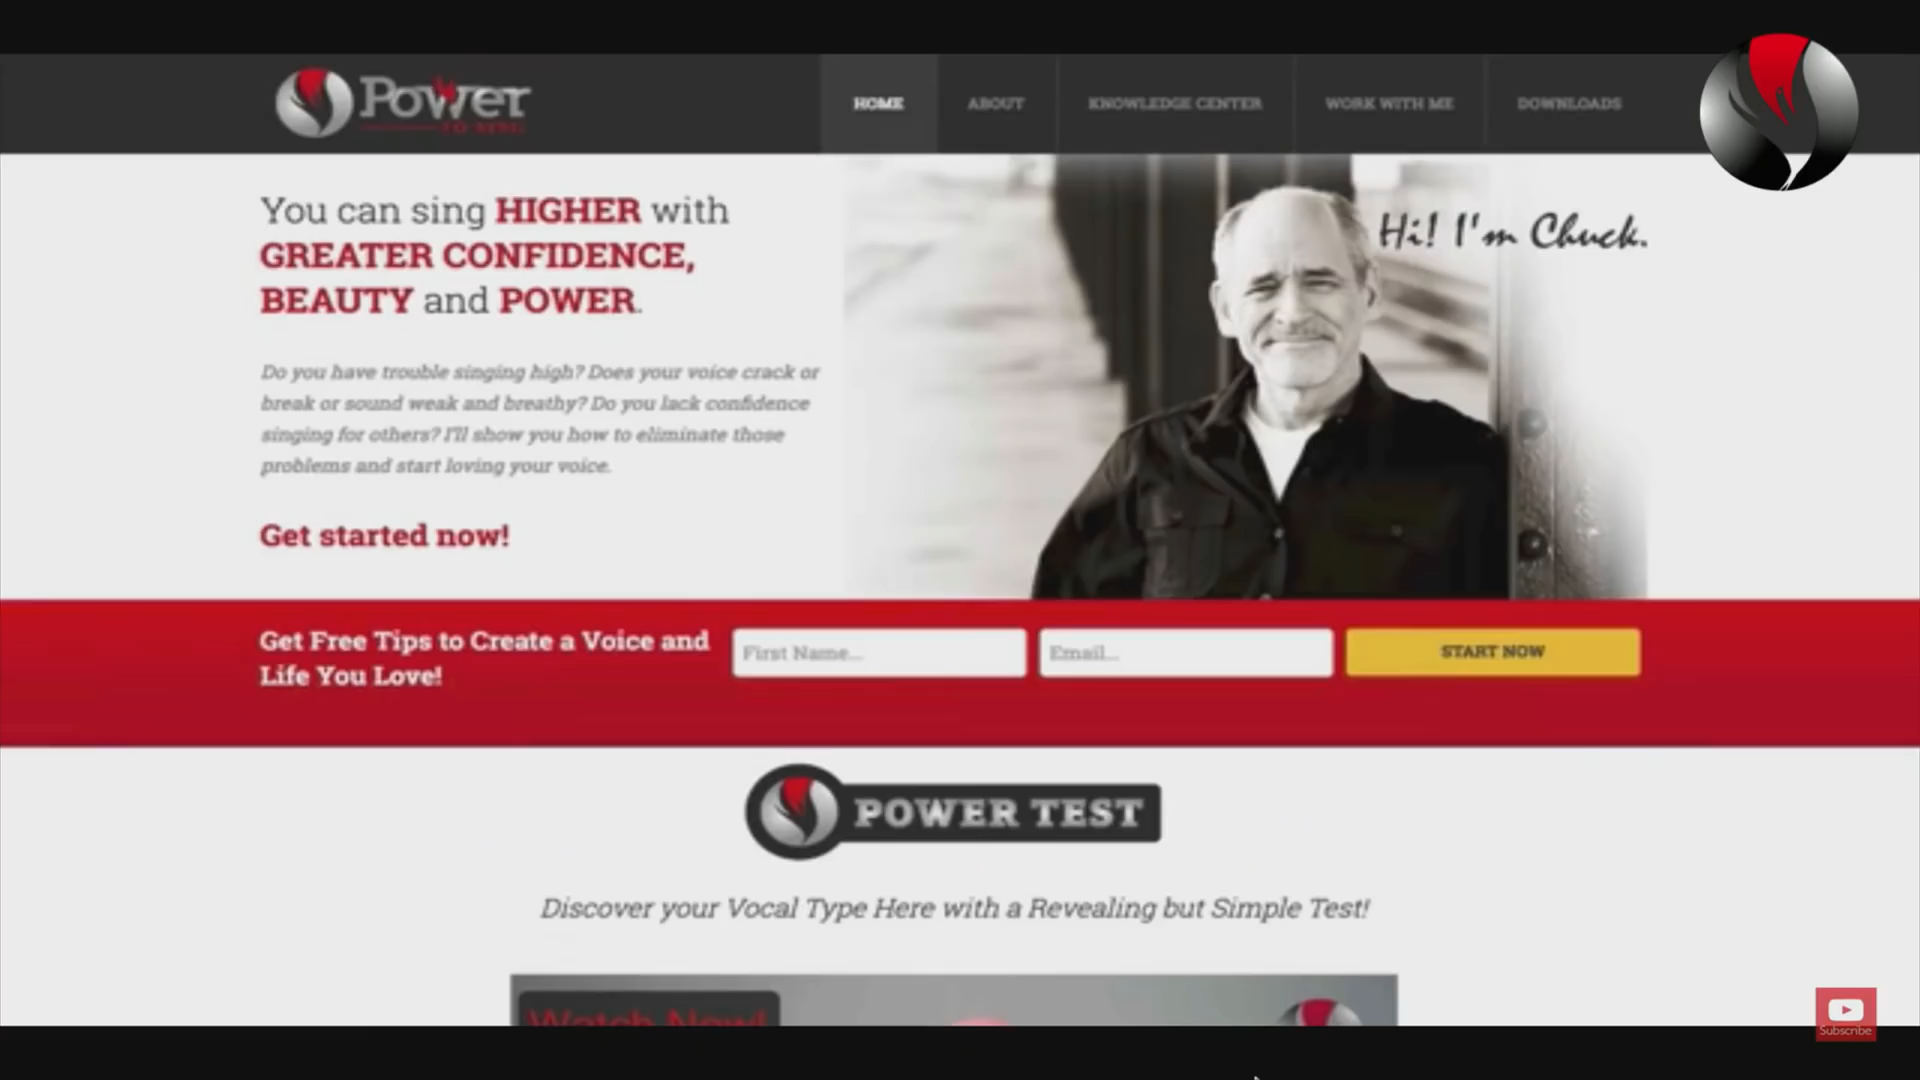 Power
TO SING
HOME
ABOUT
KNOWLEDGE CENTER
WORK WITH ME
DOWNLOADS
You can sing HIGHER with
GREATER CONFIDENCE,
BEAUTY and POWER.
Hi! I'm Chuck.
Do you have trouble singing high? Does your voice crack or
break or sound weak and breathy? Do you lack confidence
singing for others? I'll show you how to eliminate those
problems and start loving your voice.
Get started now!
Get Free Tips to Create a Voice and
Life You Love!
First Name...
Email...
START NOW
POWER TEST
Discover your Vocal Type Here with a Revealing but Simple Test!
Watch Now!
Subscribe